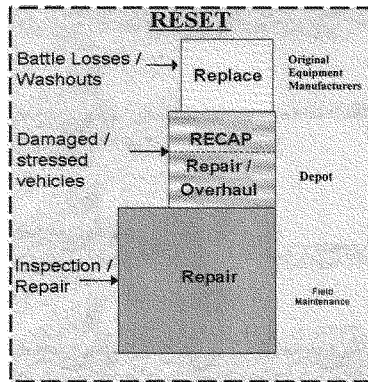 RESET
Battle Losses /
Washouts
Replace
Original
Equipment
Manufacturers
Damaged /
stressed
vehicles
RECAP
Repair /
Overhaul
Depot
Inspection /
Repair
Repair
Field
Maintenance